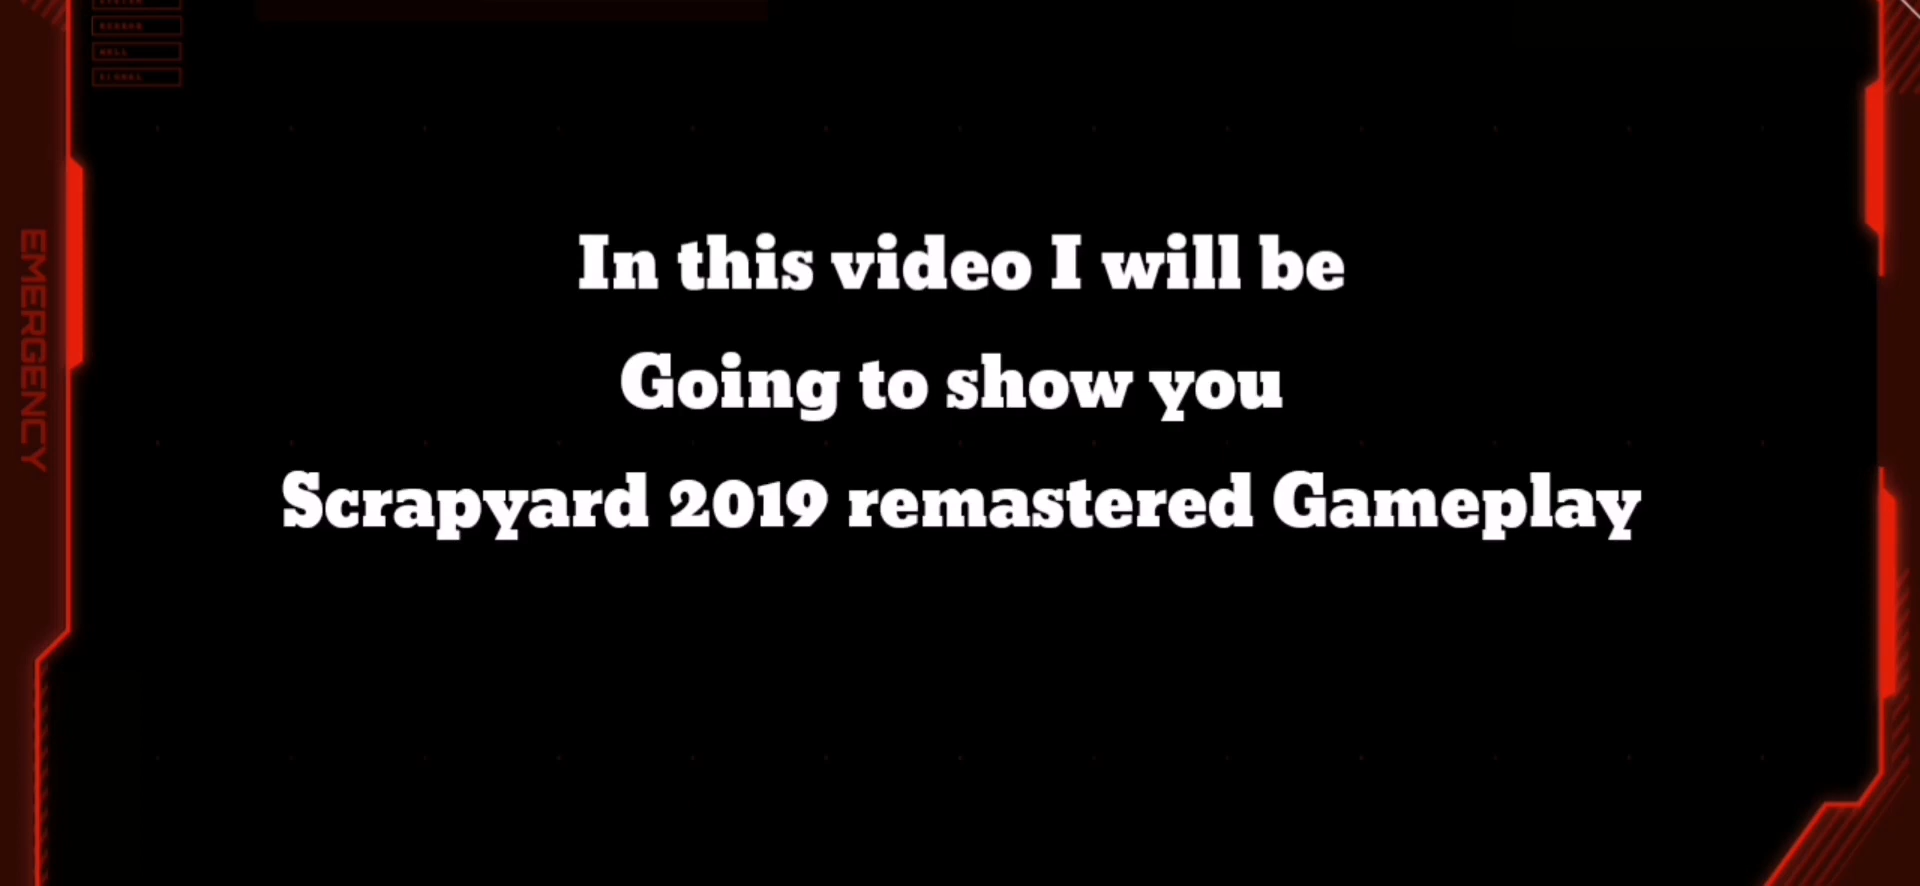 In this video I will be
Going to show you
Scrapyard 2019 remastered Gameplay
EMERGENCY